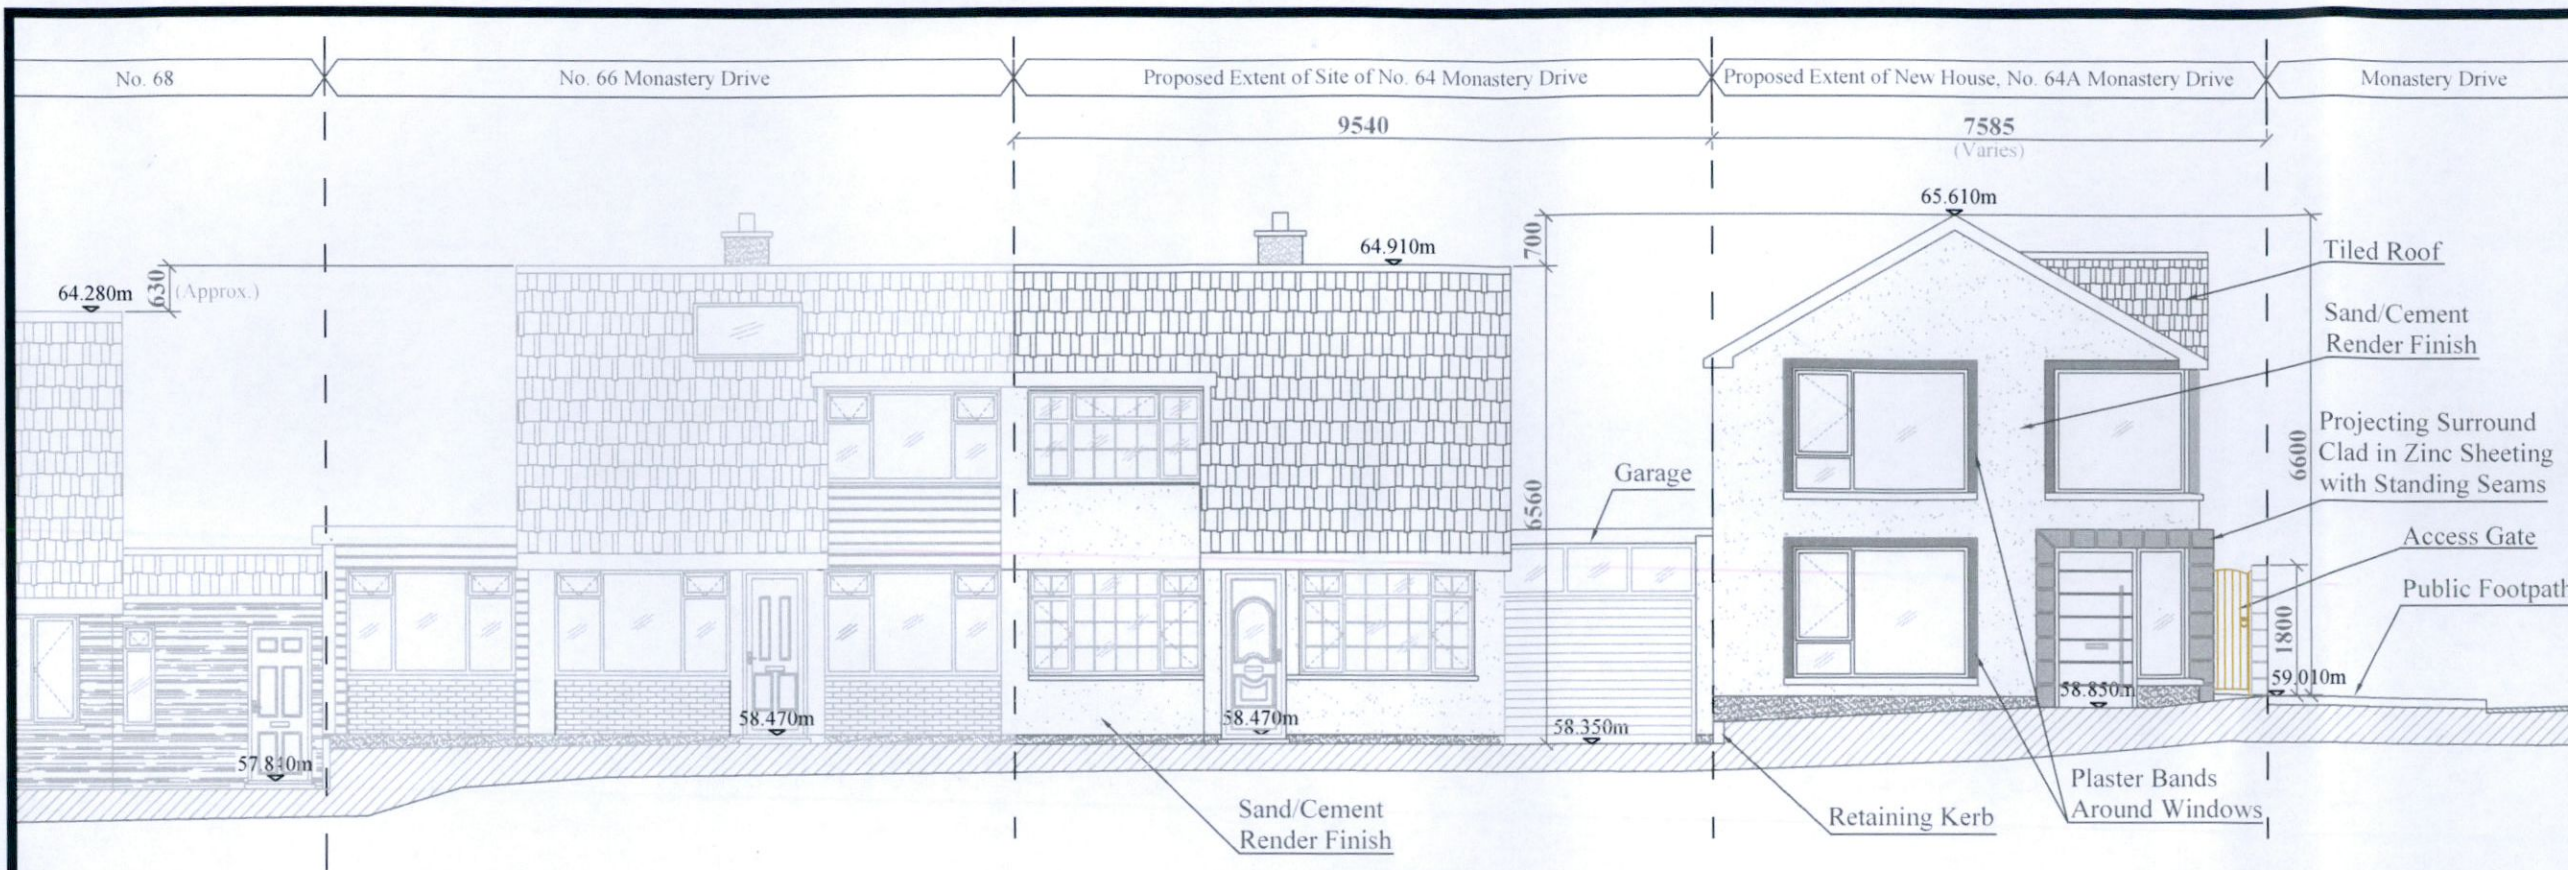 No. 68
No. 66 Monastery Drive
Proposed Extent of Site of No. 64 Monastery Drive
Proposed Extent of New House, No. 64A Monastery Drive
Monastery Drive
9540
7585
(Varies)
65.610m
64.910m
700
64.280m
630
(Approx.)
Tiled Roof
Sand/Cement
Render Finish
Projecting Surround
Clad in Zinc Sheeting
with Standing Seams
6600
Garage
6560
Access Gate
Public Footpath
1800
59.010m
58.850m
58.470m
58.470m
58.350m
Plaster Bands
Around Windows
Retaining Kerb
Sand/Cement
Render Finish